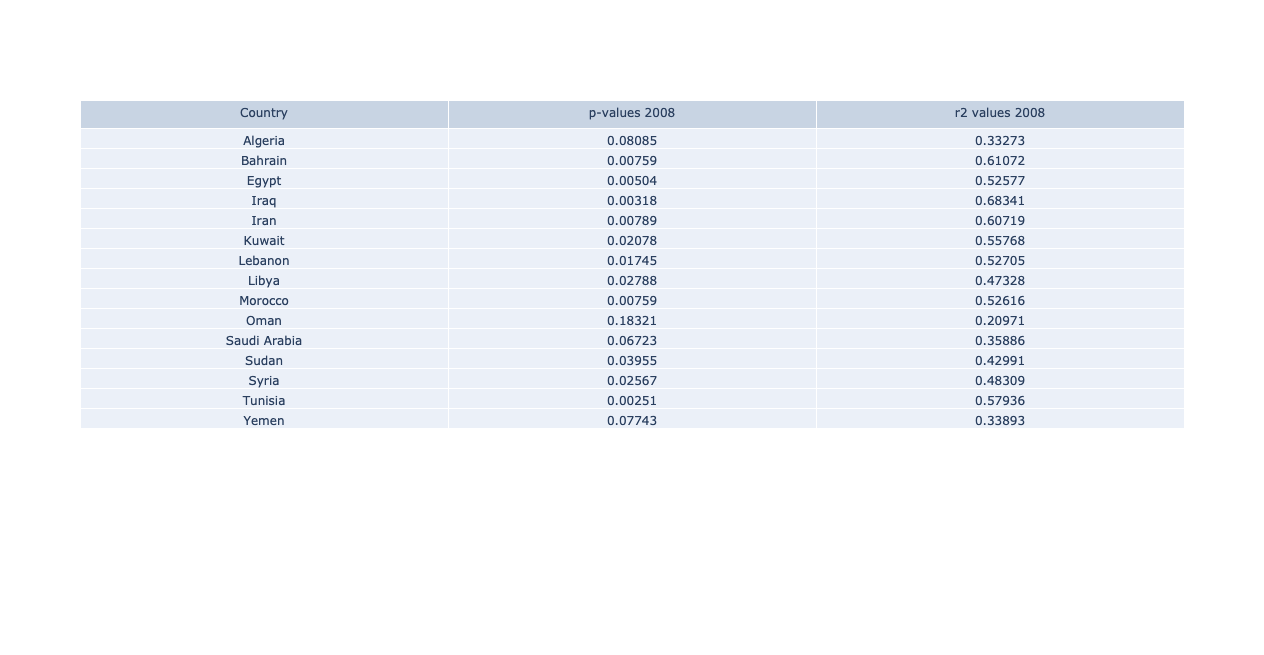 Country p-values 2008 r2 values 2008
Algeria 0.08085 0.33273
Bahrain 0.00759 0.61072
Egypt 0.00504 0.52577
Iraq 0.00318 0.68341
Iran 0.00789 0.60719
Kuwait 0.02078 0.55768
Lebanon 0.01745 0.52705
Libya 0.02788 0.47328
Morocco 0.00759 0.52616
Oman 0.18321 0.20971
Saudi Arabia 0.06723 0.35886
Sudan 0.03955 0.42991
Syria 0.02567 0.48309
Tunisia 0.00251 0.57936
Yemen 0.07743 0.33893